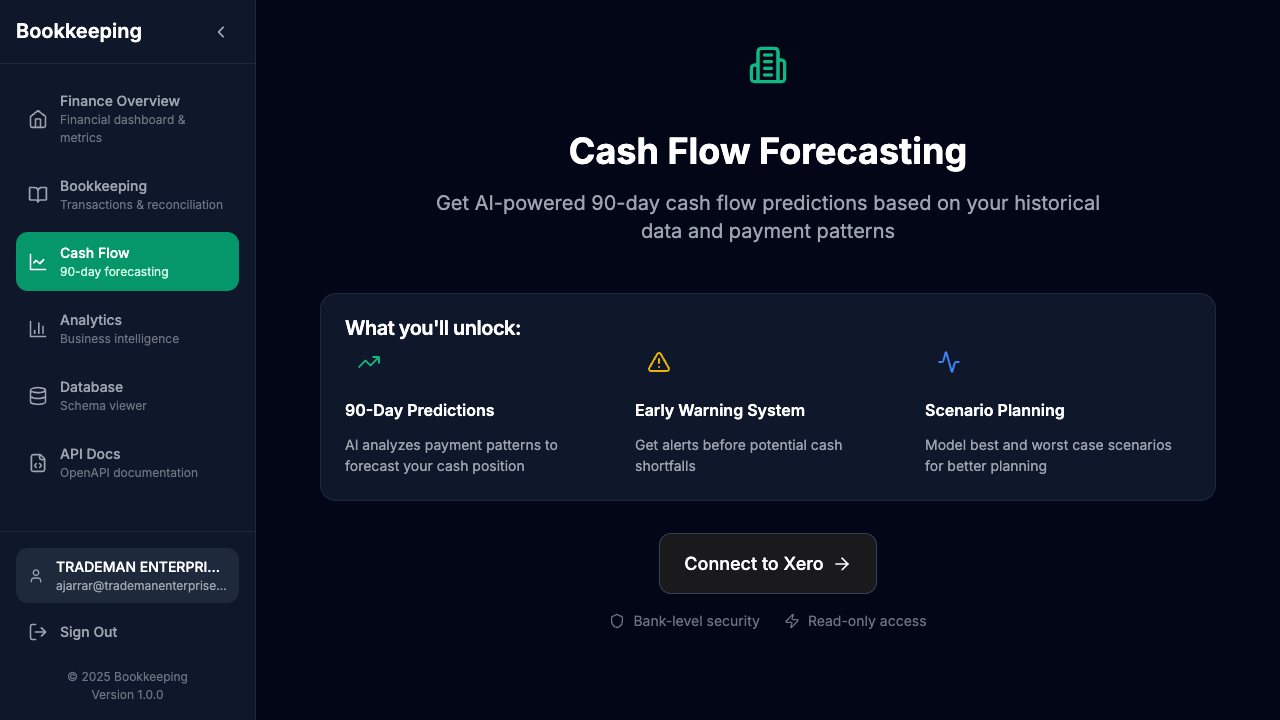 Bookkeeping
Finance Overview
Financial dashboard &
metrics
Bookkeeping
Transactions & reconciliation
Cash Flow
90-day forecasting
Analytics
Business intelligence
Database
Schema viewer
API Docs
OpenAPI documentation
TRADEMAN ENTERPRI...
ajarrar@trademanenterprise...
Sign Out
© 2025 Bookkeeping
Version 1.0.0
Cash Flow Forecasting
Get AI-powered 90-day cash flow predictions based on your historical
data and payment patterns
What you'll unlock:
90-Day Predictions
AI analyzes payment patterns to
forecast your cash position
Early Warning System
Get alerts before potential cash
shortfalls
Scenario Planning
Model best and worst case scenarios
for better planning
Connect to Xero
Bank-level security
Read-only access